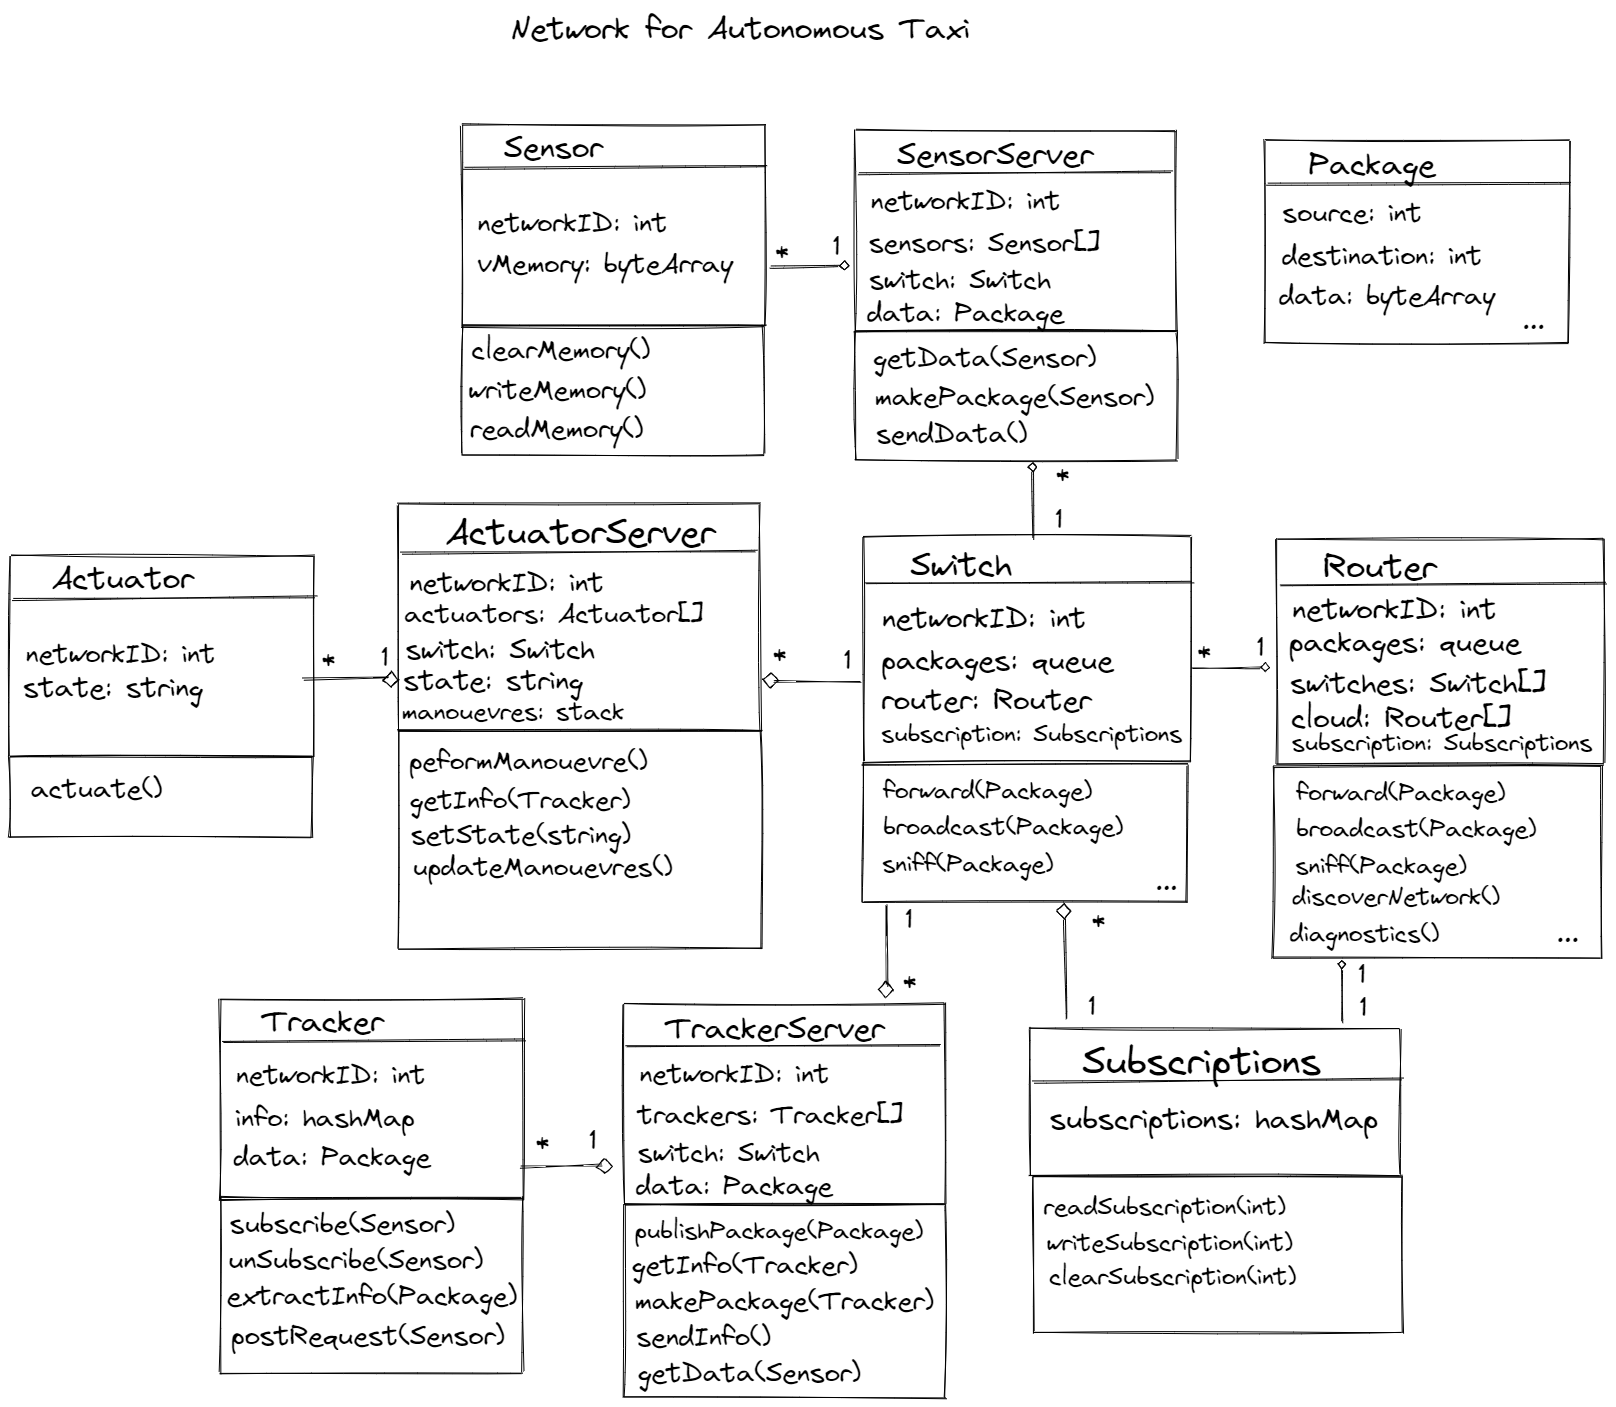 Network for Autonomous Taxi
Sensor
networkID: int
vMemory: byteArray
clearMemory()
writeMemory()
readMemory()
* 1
SensorServer
networkID: int
sensors: Sensor[]
switch: Switch
data: Package
getData(Sensor)
makePackage(Sensor)
sendData()
Package
source: int
destination: int
data: byteArray
...
*
1
Actuator
networkID: int
state: string
actuate()
* 1
ActuatorServer
networkID: int
actuators: Actuator[]
switch: Switch
state: string
manouevres: stack
peformManouevre()
getInfo(Tracker)
setState(string)
updateManouevres()
* 1
Switch
networkID: int
packages: queue
router: Router
subscription: Subscriptions
forward(Package)
broadcast(Package)
sniff(Package)
...
* 1
Router
networkID: int
packages: queue
switches: Switch[]
cloud: Router[]
subscription: Subscriptions
forward(Package)
broadcast(Package)
sniff(Package)
discoverNetwork()
diagnostics()
...
1
*
*
1
1
1
Tracker
networkID: int
info: hashMap
data: Package
subscribe(Sensor)
unSubscribe(Sensor)
extractInfo(Package)
postRequest(Sensor)
* 1
TrackerServer
networkID: int
trackers: Tracker[]
switch: Switch
data: Package
publishPackage(Package)
getInfo(Tracker)
makePackage(Tracker)
sendInfo()
getData(Sensor)
Subscriptions
subscriptions: hashMap
readSubscription(int)
writeSubscription(int)
clearSubscription(int)